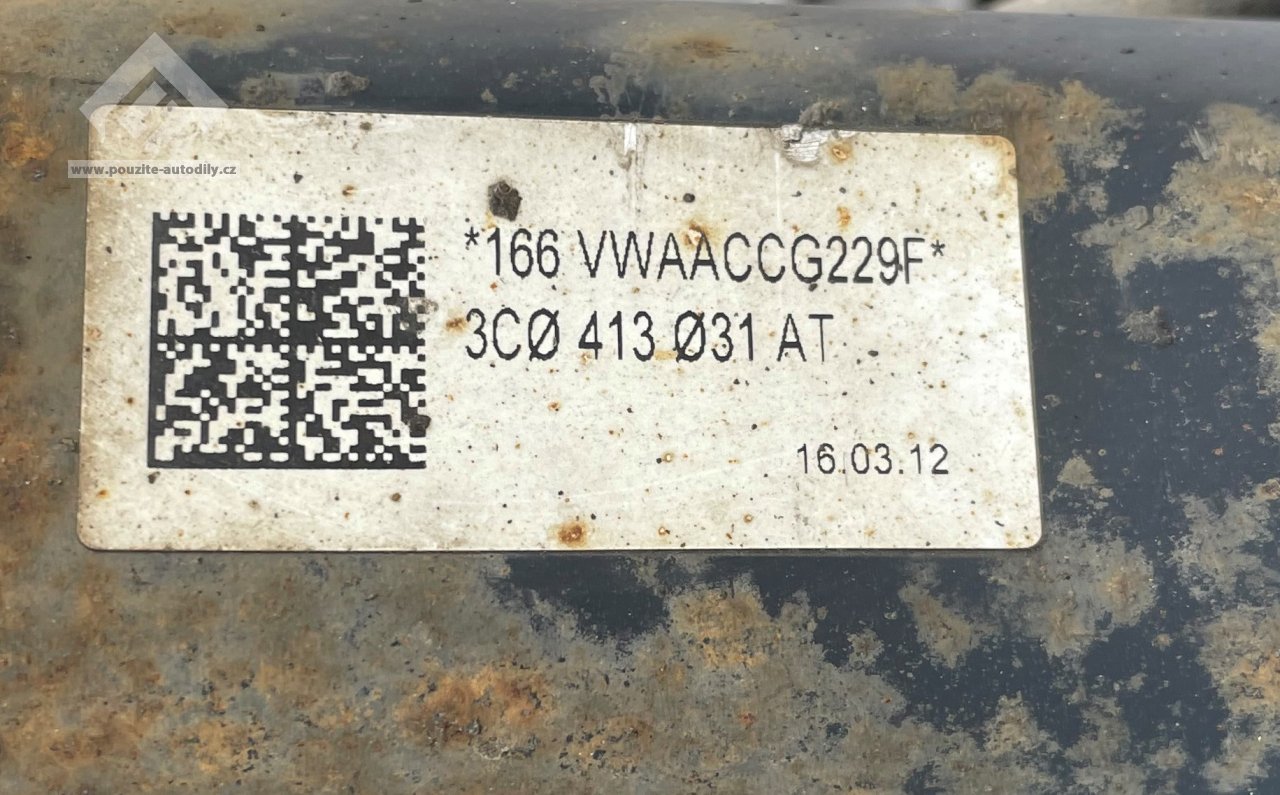 www.pouzite-autodily.cz
*166 VWAACCG229F*
3CØ 413 Ø31 AT
16.03.12